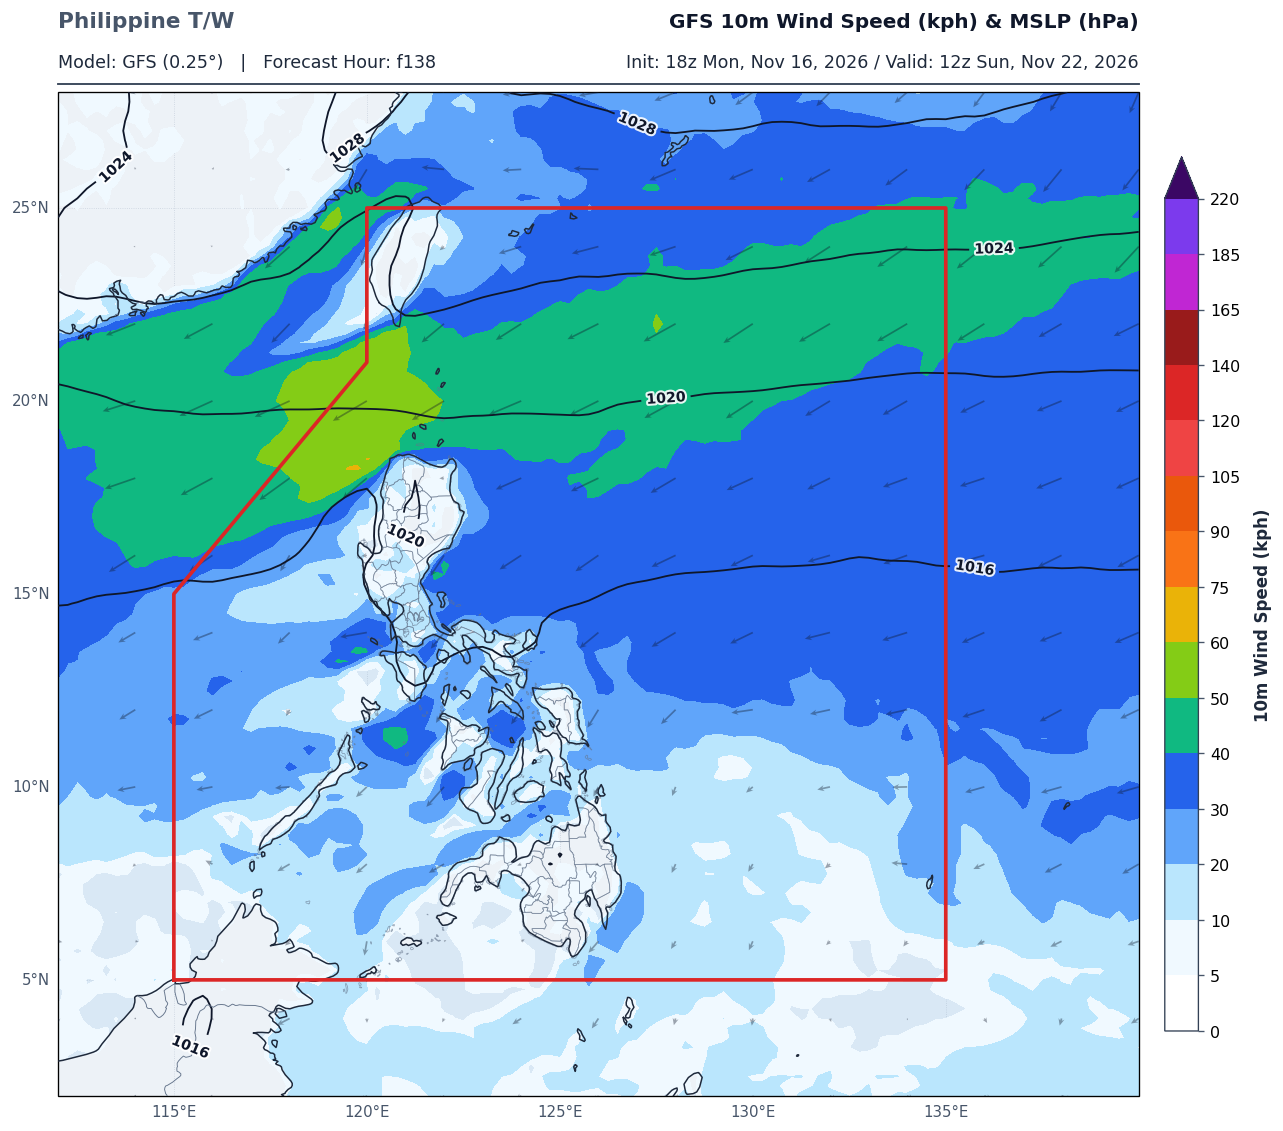 Philippine T/W
GFS 10m Wind Speed (kph) & MSLP (hPa)
Model: GFS (0.25°)   |   Forecast Hour: f138
Init: 18z Mon, Nov 16, 2026 / Valid: 12z Sun, Nov 22, 2026
1028
1028
1024
1024
1020
1020
1016
1016
25°N
20°N
15°N
10°N
5°N
115°E
120°E
125°E
130°E
135°E
220
185
165
140
120
105
90
75
60
50
40
30
20
10
5
0
10m Wind Speed (kph)